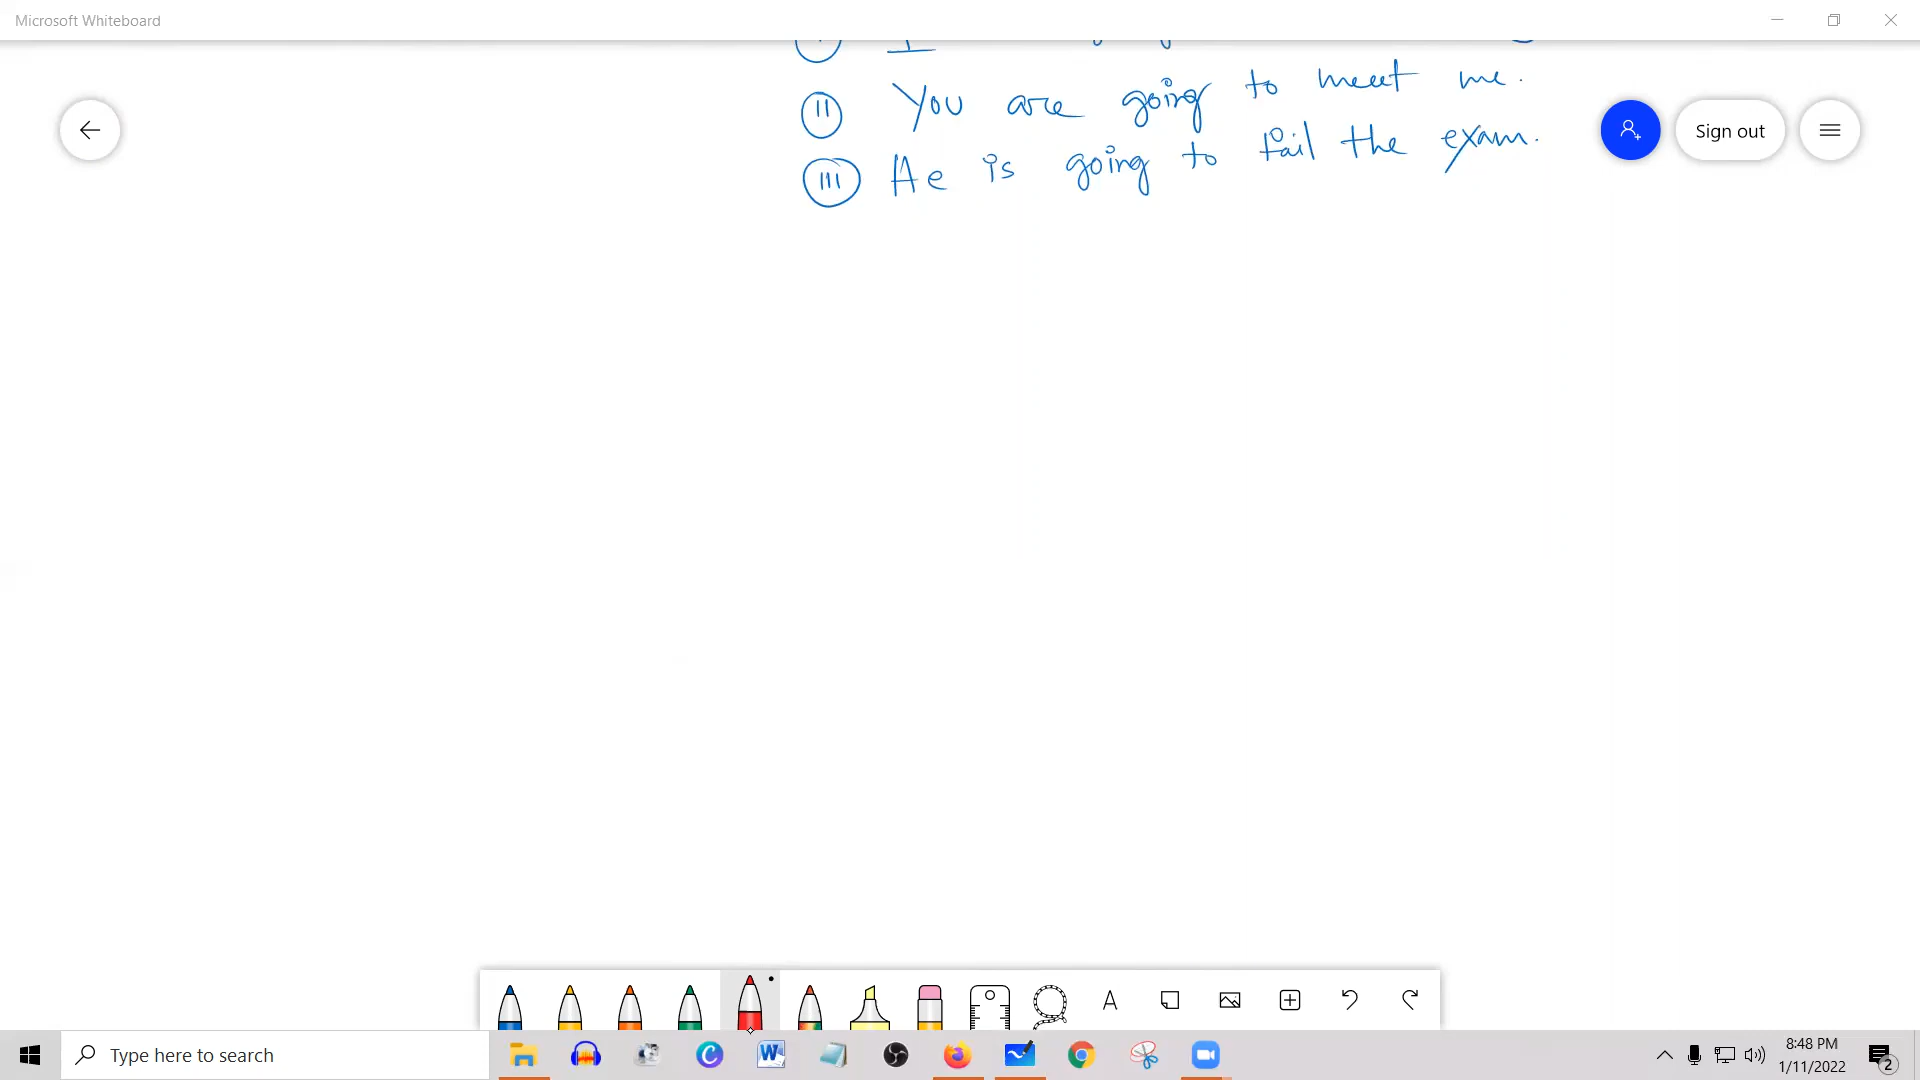 Microsoft Whiteboard
I
(II) You are going to meet me.
(III) He is going to fail the exam.
Sign out
A
Type here to search
8:48 PM
1/11/2022
2